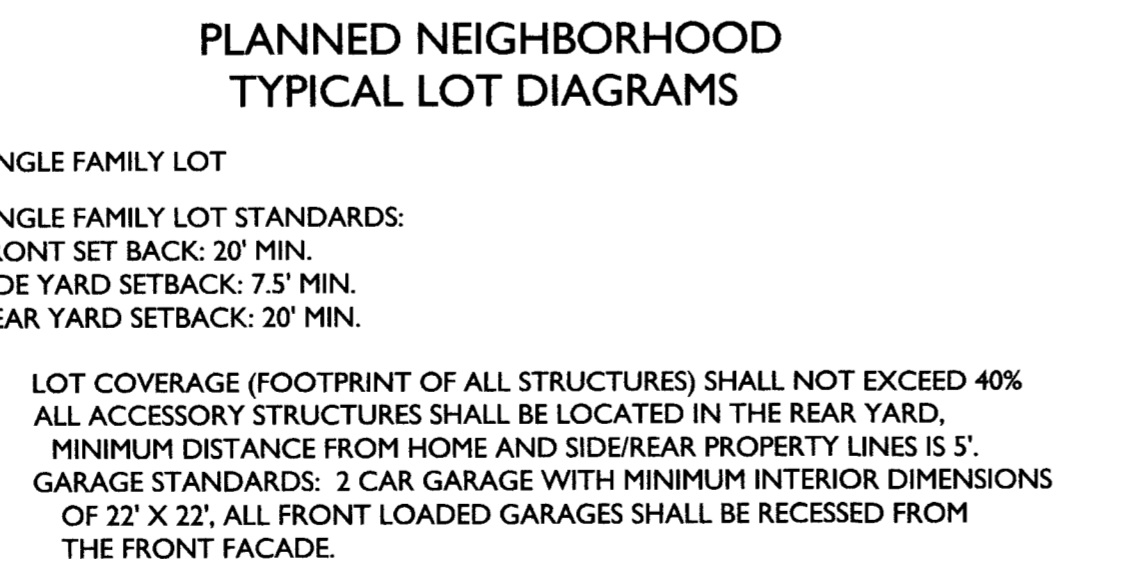 PLANNED NEIGHBORHOOD
TYPICAL LOT DIAGRAMS
NGLE FAMILY LOT
NGLE FAMILY LOT STANDARDS:
RONT SET BACK: 20' MIN.
DE YARD SETBACK: 7.5' MIN.
EAR YARD SETBACK: 20' MIN.
LOT COVERAGE (FOOTPRINT OF ALL STRUCTURES) SHALL NOT EXCEED 40%
ALL ACCESSORY STRUCTURES SHALL BE LOCATED IN THE REAR YARD,
MINIMUM DISTANCE FROM HOME AND SIDE/REAR PROPERTY LINES IS 5'.
GARAGE STANDARDS: 2 CAR GARAGE WITH MINIMUM INTERIOR DIMENSIONS
OF 22' X 22', ALL FRONT LOADED GARAGES SHALL BE RECESSED FROM
THE FRONT FACADE.